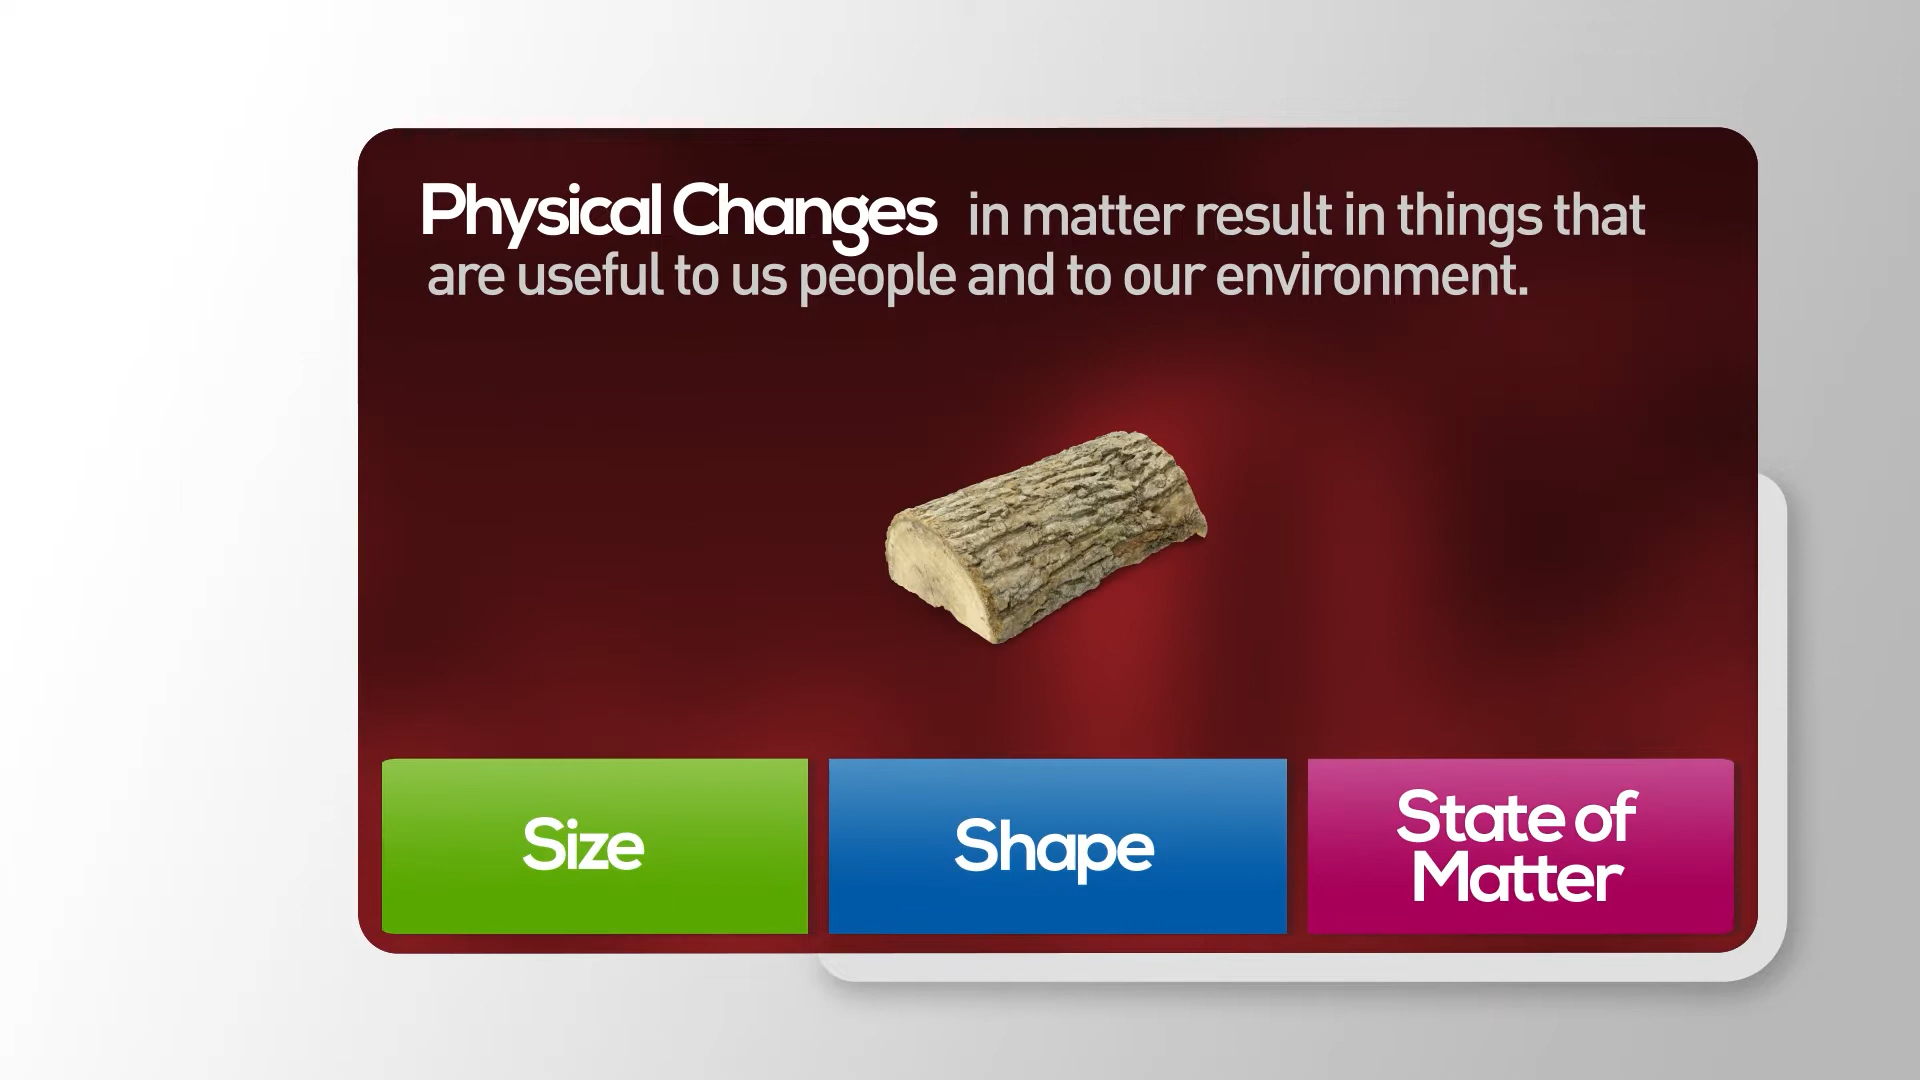 Physical Changes in matter result in things that
are useful to us people and to our environment.
Size
Shape
State of
Matter